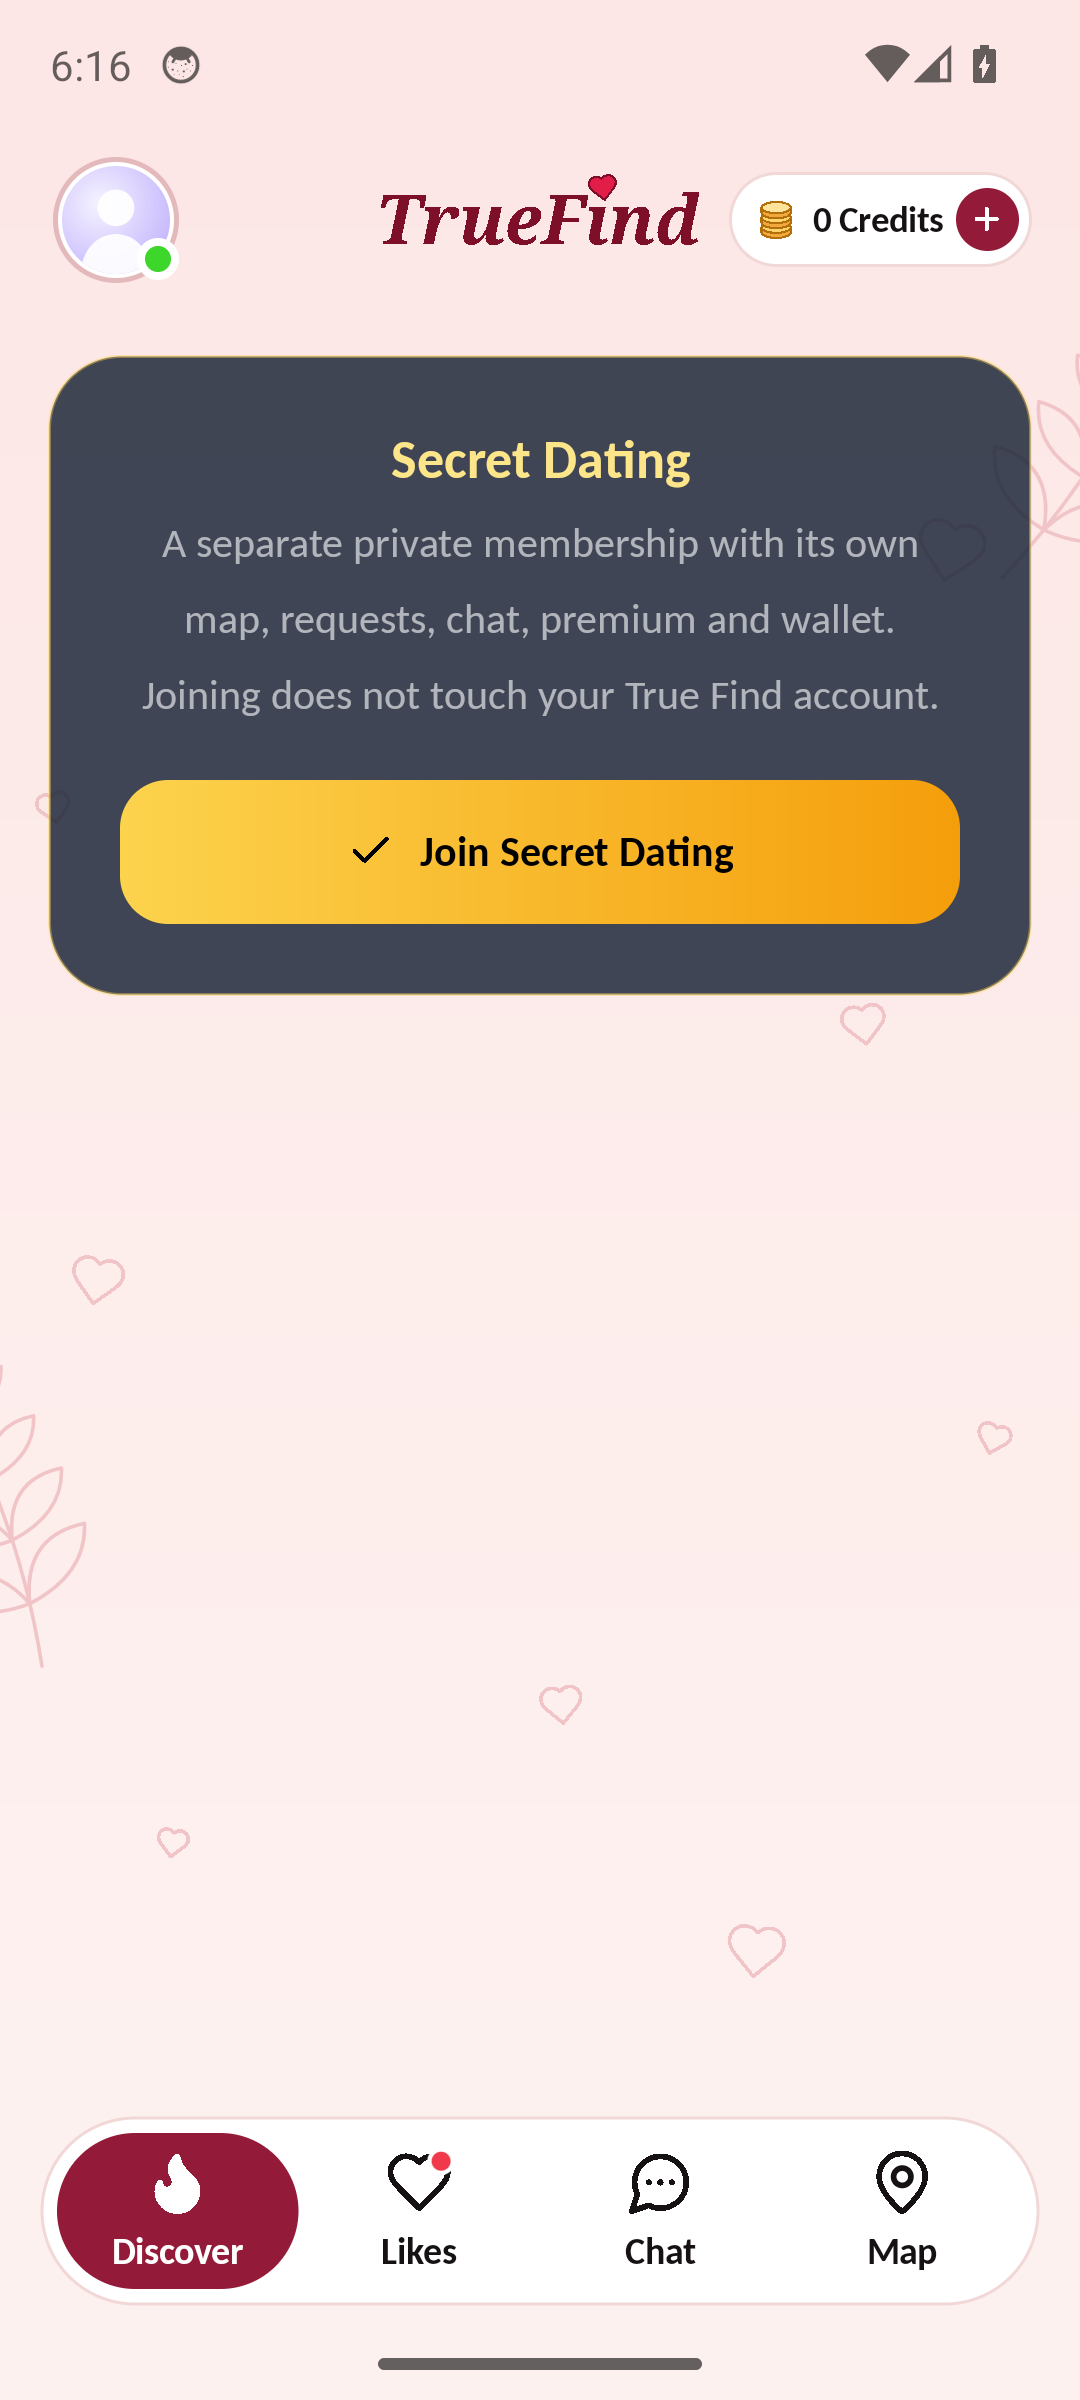 6:16
TrueFind
0 Credits
Secret Dating
A separate private membership with its own
map, requests, chat, premium and wallet.
Joining does not touch your True Find account.
Join Secret Dating
Discover
Likes
Chat
Map